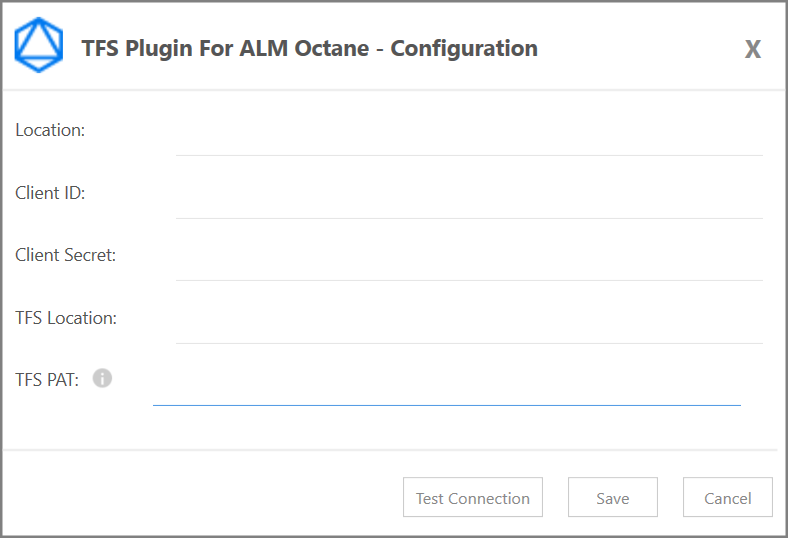 TFS Plugin For ALM Octane - Configuration X
Location:
Client ID:
Client Secret:
TFS Location:
TFS PAT: i
Test Connection Save Cancel